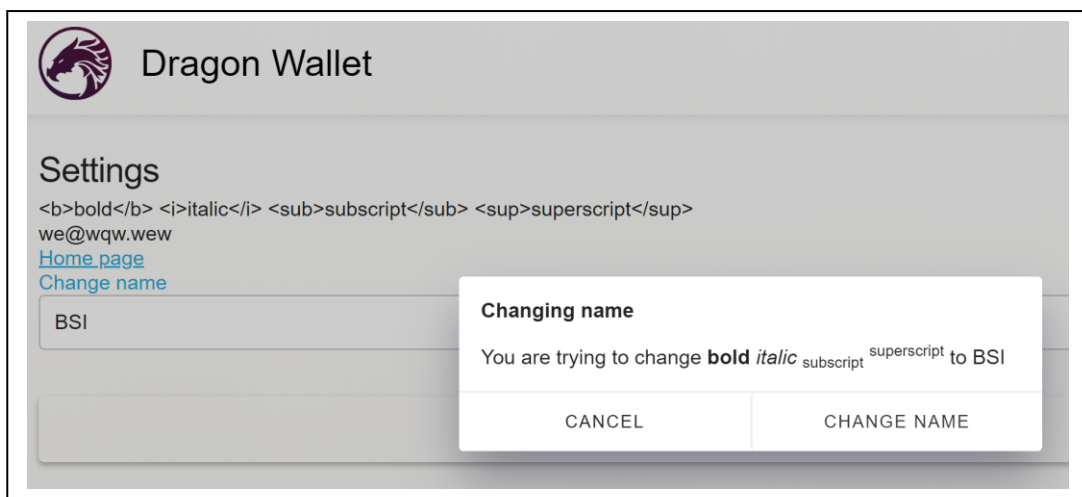 Dragon Wallet
Settings
<b>bold</b> <i>italic</i> <sub>subscript</sub> <sup>superscript</sup>
we@wqw.wew
Home page
Change name
BSI
Changing name
You are trying to change bold italic subscript superscript to BSI
CANCEL CHANGE NAME